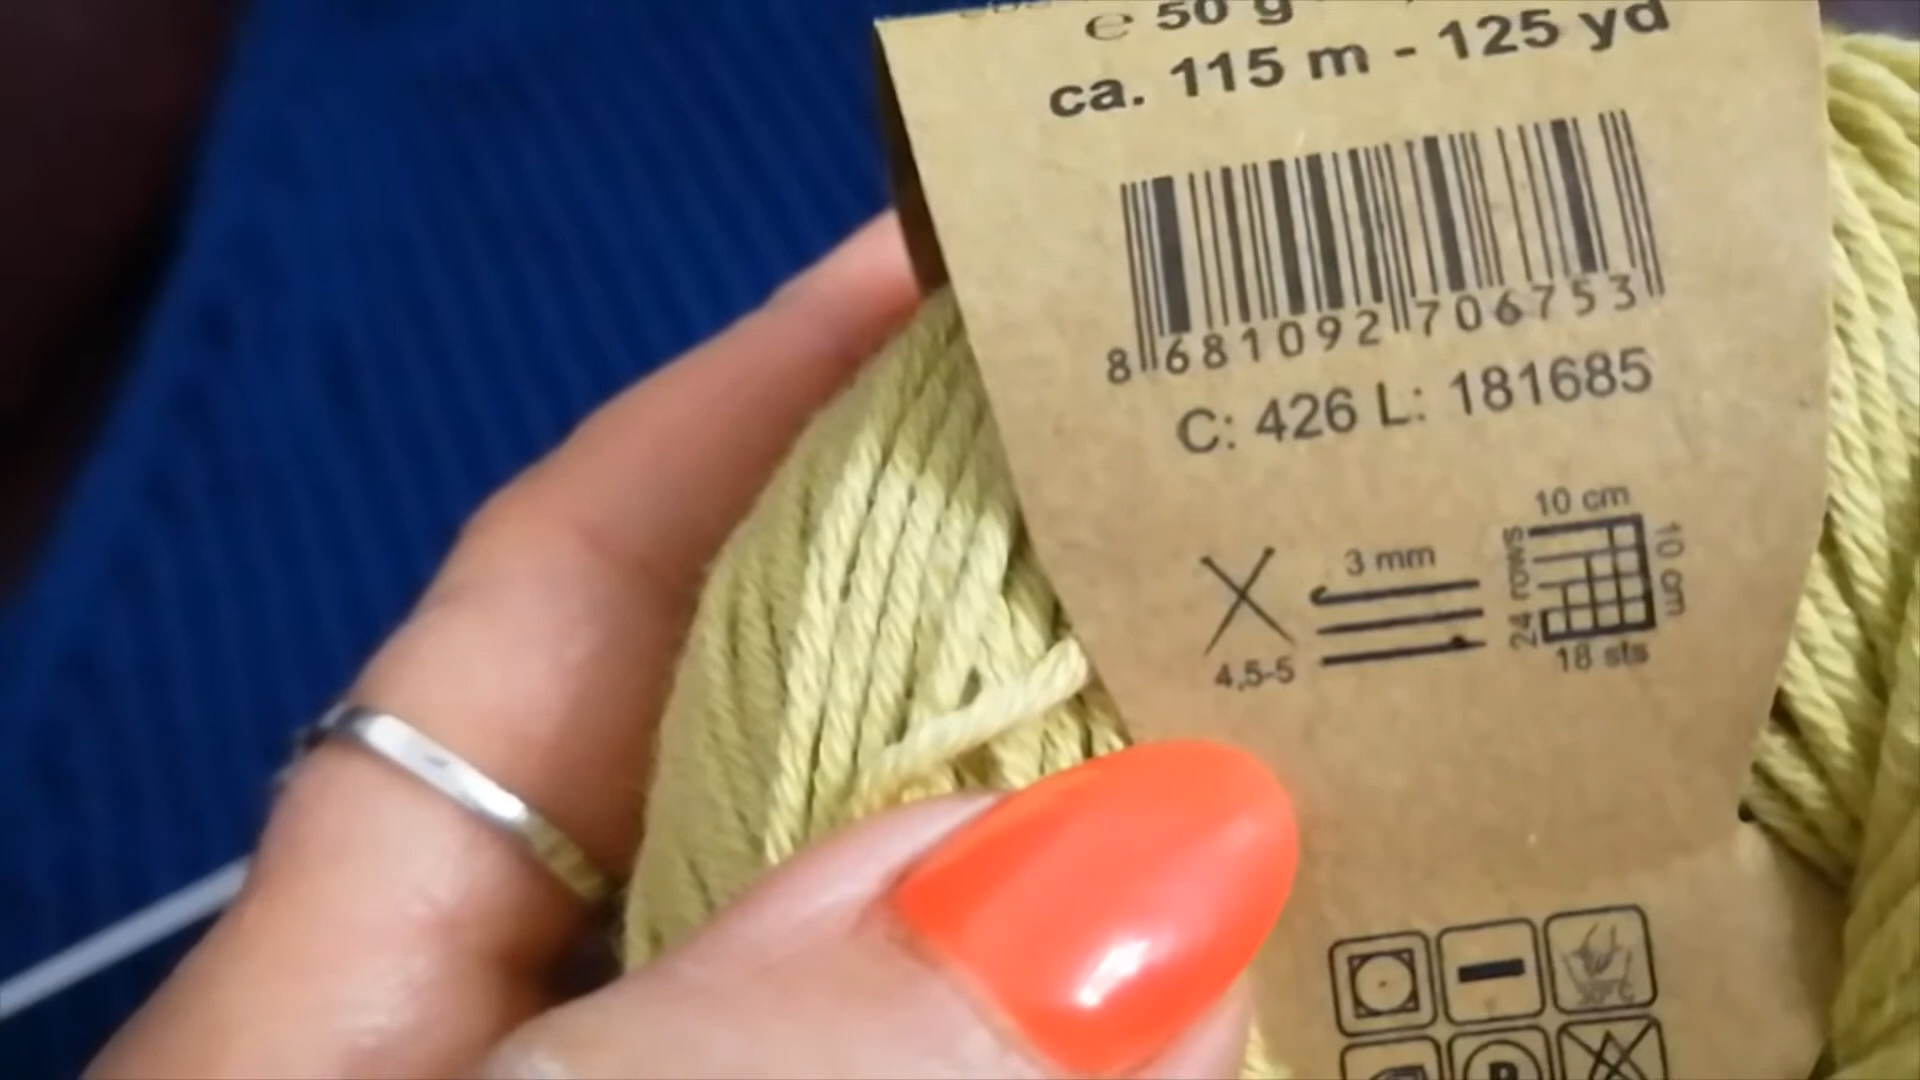 ℮ 50 g
ca. 115 m - 125 yd
8 681092 706753
C: 426 L: 181685
10 cm
3 mm
24 rows
10 cm
4,5-5
18 sts
P